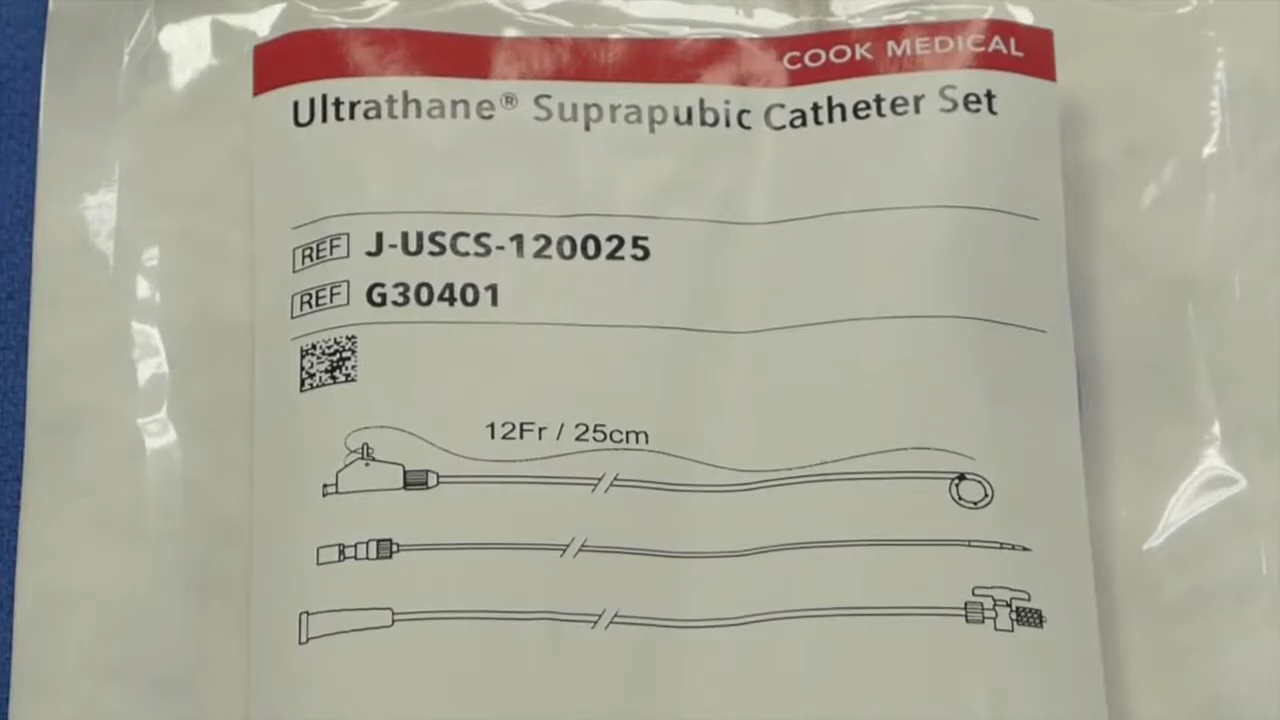 COOK MEDICAL
Ultrathane® Suprapubic Catheter Set
REF J-USCS-120025
REF G30401
12Fr / 25cm